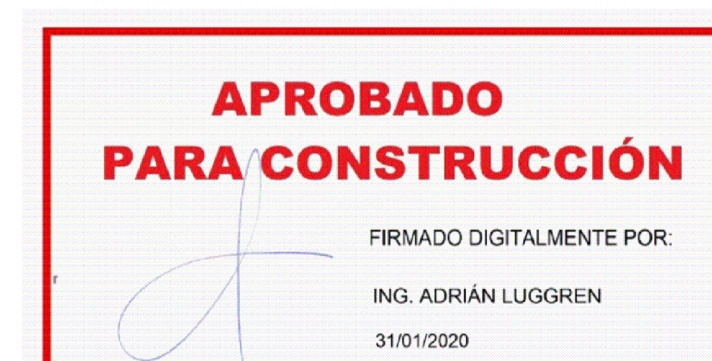 APROBADO
PARA CONSTRUCCIÓN
FIRMADO DIGITALMENTE POR:
ING. ADRIÁN LUGGREN
31/01/2020